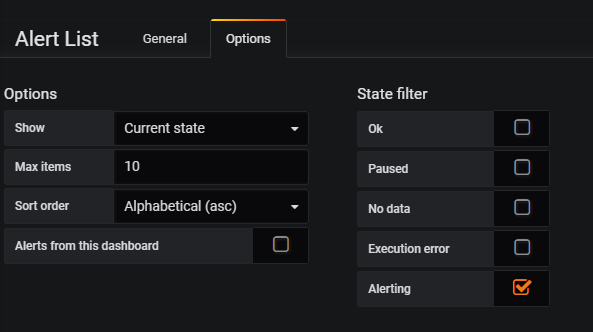 Alert List
General
Options
Options
Show
Current state
Max items
10
Sort order
Alphabetical (asc)
Alerts from this dashboard
State filter
Ok
Paused
No data
Execution error
Alerting